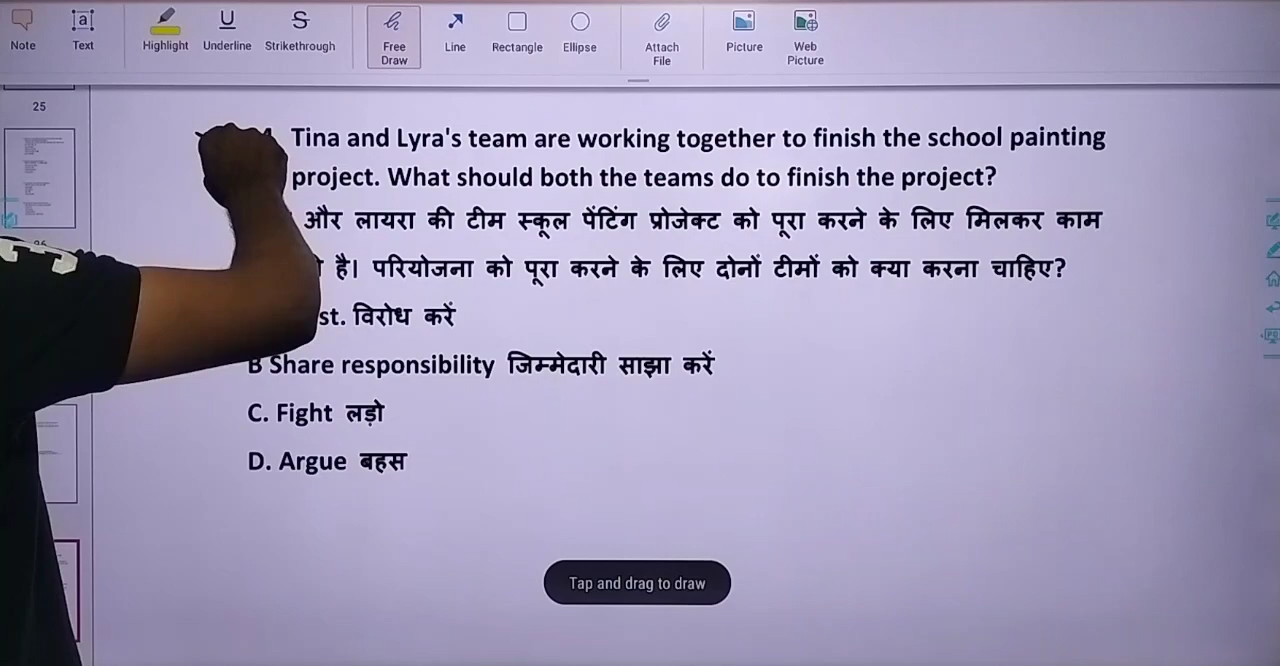 Note
Text
Highlight
Underline
Strikethrough
Free
Draw
Line
Rectangle
Ellipse
Attach
File
Picture
Web
Picture
25
Tina and Lyra's team are working together to finish the school painting
project. What should both the teams do to finish the project?
और लायरा की टीम स्कूल पेंटिंग प्रोजेक्ट को पूरा करने के लिए मिलकर काम
है। परियोजना को पूरा करने के लिए दोनों टीमों को क्या करना चाहिए?
st. विरोध करें
B Share responsibility जिम्मेदारी साझा करें
C. Fight लड़ो
D. Argue बहस
Tap and drag to draw